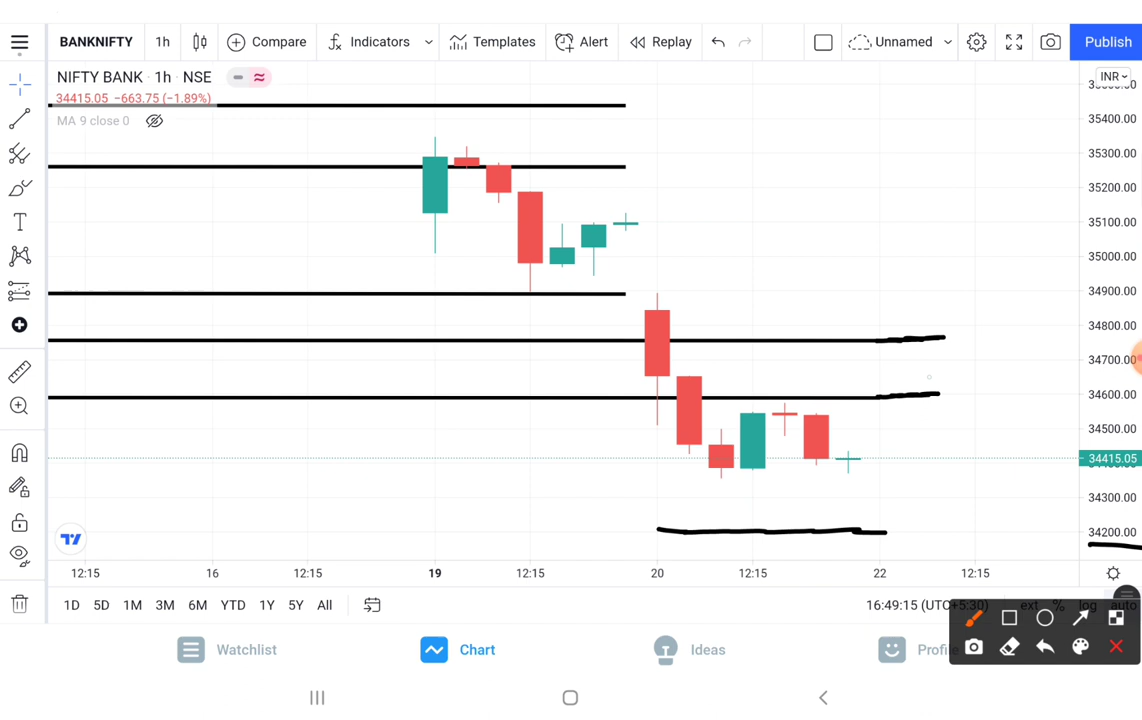 BANKNIFTY 1h Compare Indicators Templates Alert Replay Unnamed Publish
NIFTY BANK · 1h · NSE
34415.05 −663.75 (−1.89%)
MA 9 close 0
INR
35400.00
35300.00
35200.00
35100.00
35000.00
34900.00
34800.00
34700.00
34600.00
34500.00
34415.05
34300.00
34200.00
12:15 16 12:15 19 12:15 20 12:15 22 12:15
1D 5D 1M 3M 6M YTD 1Y 5Y All 16:49:15 (UTC+5:30) ext % log auto
Watchlist Chart Ideas